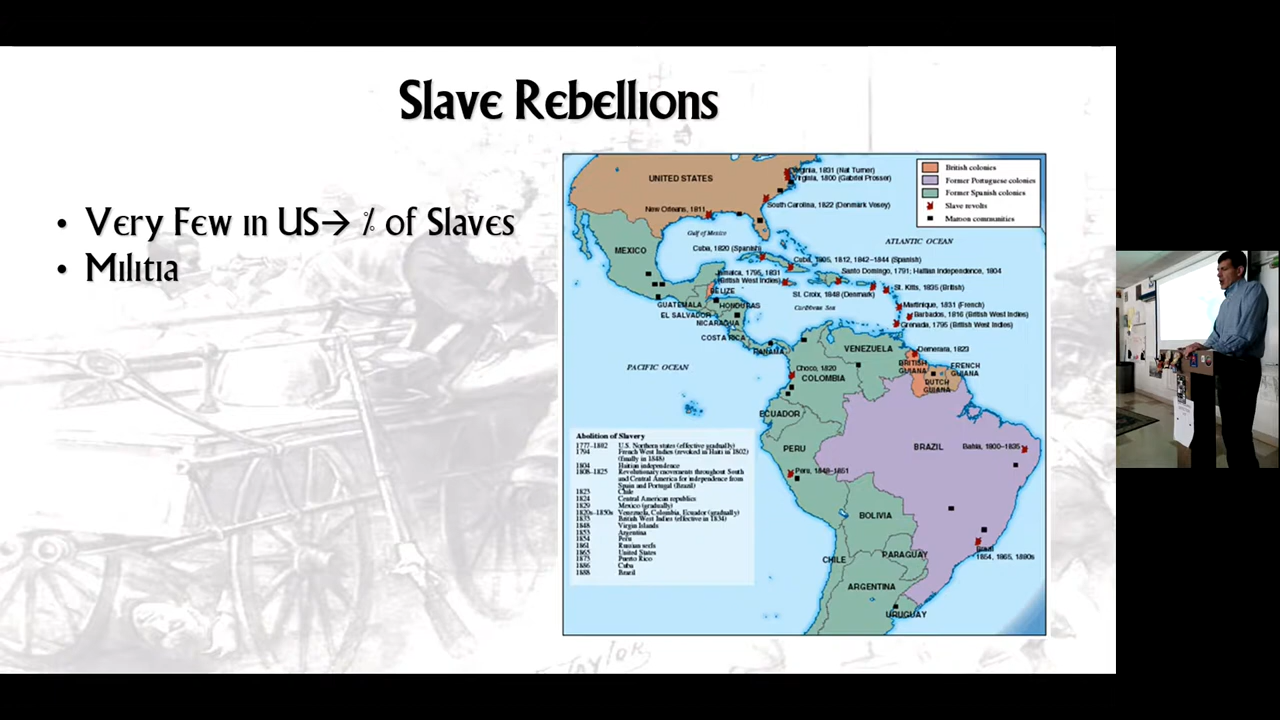 Slave Rebellions
• Very Few in US→ % of Slaves
• Militia
UNITED STATES
Virginia, 1831 (Nat Turner)
Virginia, 1800 (Gabriel Prosser)
New Orleans, 1811
South Carolina, 1822 (Denmark Vesey)
British colonies
Former Portuguese colonies
Former Spanish colonies
Slave revolts
Maroon communities
MEXICO
Gulf of Mexico
ATLANTIC OCEAN
Cuba, 1820 (Spanish)
Cuba, 1805, 1812, 1842–1844 (Spanish)
Jamaica, 1795, 1831
(British West Indies)
Santo Domingo, 1791; Haitian Independence, 1804
BELIZE
St. Croix, 1848 (Denmark)
St. Kitts, 1835 (British)
GUATEMALA
HONDURAS
Caribbean Sea
Martinique, 1831 (French)
EL SALVADOR
Barbados, 1816 (British West Indies)
NICARAGUA
Grenada, 1795 (British West Indies)
COSTA RICA
PANAMA
VENEZUELA
Demerara, 1823
PACIFIC OCEAN
Choco, 1820
COLOMBIA
BRITISH
GUIANA
FRENCH
GUIANA
DUTCH
GUIANA
ECUADOR
PERU
BRAZIL
Bahia, 1800–1835
Peru, 1848–1851
BOLIVIA
Brazil
1854, 1865, 1880s
CHILE
PARAGUAY
ARGENTINA
URUGUAY
Abolition of Slavery
1777–1802 U.S. Northern states (effective gradually)
1794 French West Indies (revoked in Haiti in 1802)
(finally in 1848)
1804 Haitian independence
1808–1825 Revolutionary movements throughout South
and Central America for independence from
Spain and Portugal (Brazil)
1823 Chile
1824 Central American republics
1829 Mexico (gradually)
1820s–1850s Venezuela, Colombia, Ecuador (gradually)
1833 British West Indies (effective in 1834)
1848 Virgin Islands
1853 Argentina
1854 Peru
1861 Russian serfs
1865 United States
1873 Puerto Rico
1886 Cuba
1888 Brazil
Taylor